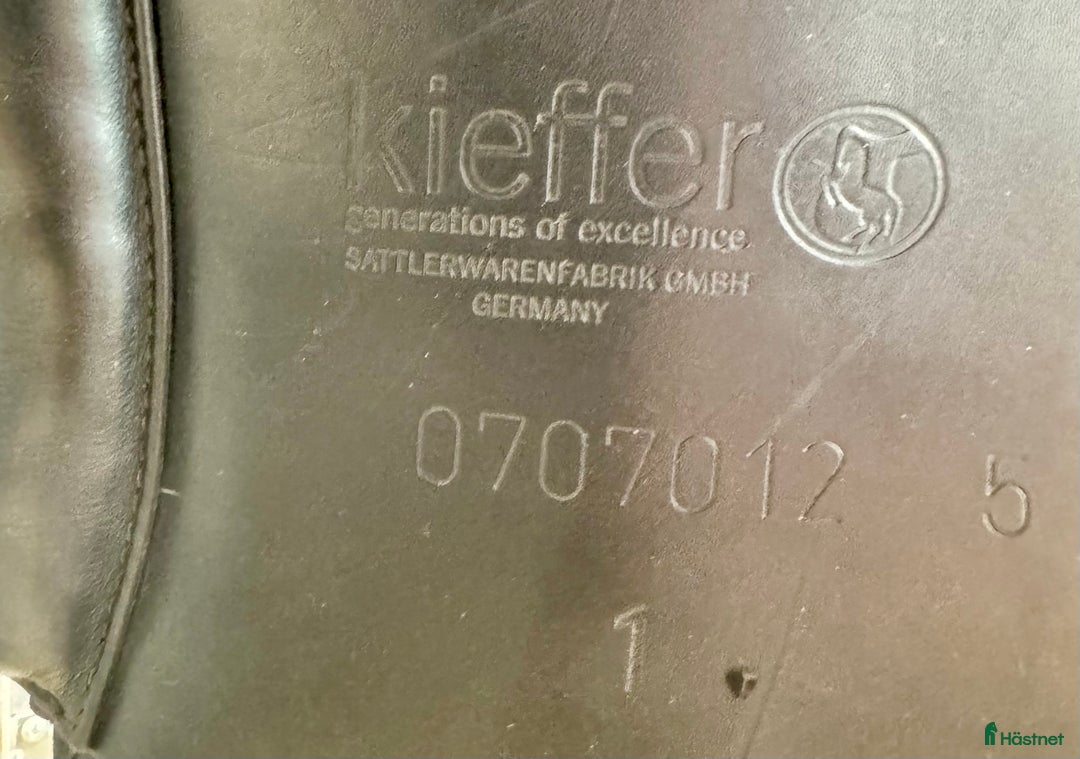 kieffer
generations of excellence
SATTLERWARENFABRIK GMBH
GERMANY
0707012 5
1
Hästnet